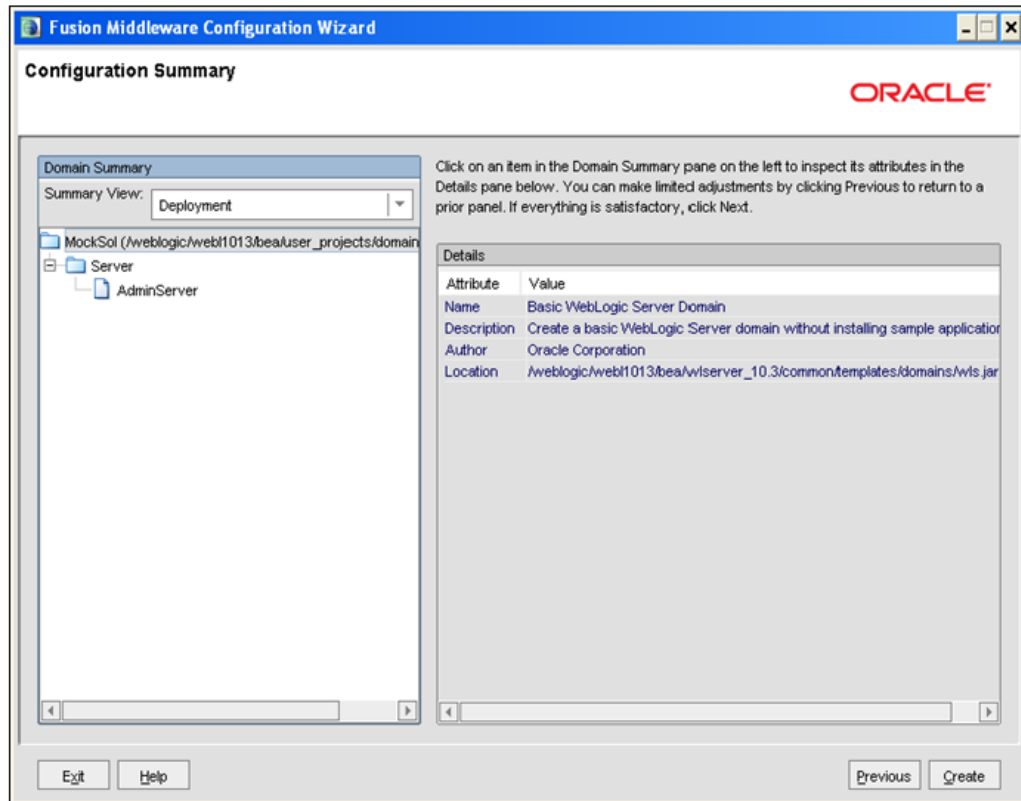 Fusion Middleware Configuration Wizard
Configuration Summary
ORACLE
Domain Summary
Summary View:
Deployment
MockSol (/weblogic/webl1013/bea/user_projects/domain
Server
AdminServer
Click on an item in the Domain Summary pane on the left to inspect its attributes in the
Details pane below. You can make limited adjustments by clicking Previous to return to a
prior panel. If everything is satisfactory, click Next.
Details
Attribute Value
Name Basic WebLogic Server Domain
Description Create a basic WebLogic Server domain without installing sample application
Author Oracle Corporation
Location /weblogic/webl1013/bea/wlserver_10.3/common/templates/domains/wls.jar
Exit Help Previous Create